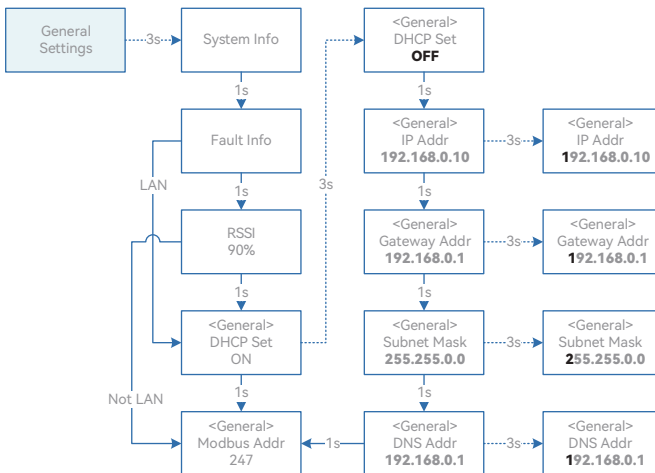 General
Settings
3s
System Info
<General>
DHCP Set
OFF
1s
1s
Fault Info
<General>
IP Addr
192.168.0.10
3s
<General>
IP Addr
192.168.0.10
LAN
1s
3s
1s
RSSI
90%
<General>
Gateway Addr
192.168.0.1
3s
<General>
Gateway Addr
192.168.0.1
1s
1s
<General>
DHCP Set
ON
<General>
Subnet Mask
255.255.0.0
3s
<General>
Subnet Mask
255.255.0.0
Not LAN
1s
1s
<General>
Modbus Addr
247
1s
<General>
DNS Addr
192.168.0.1
3s
<General>
DNS Addr
192.168.0.1